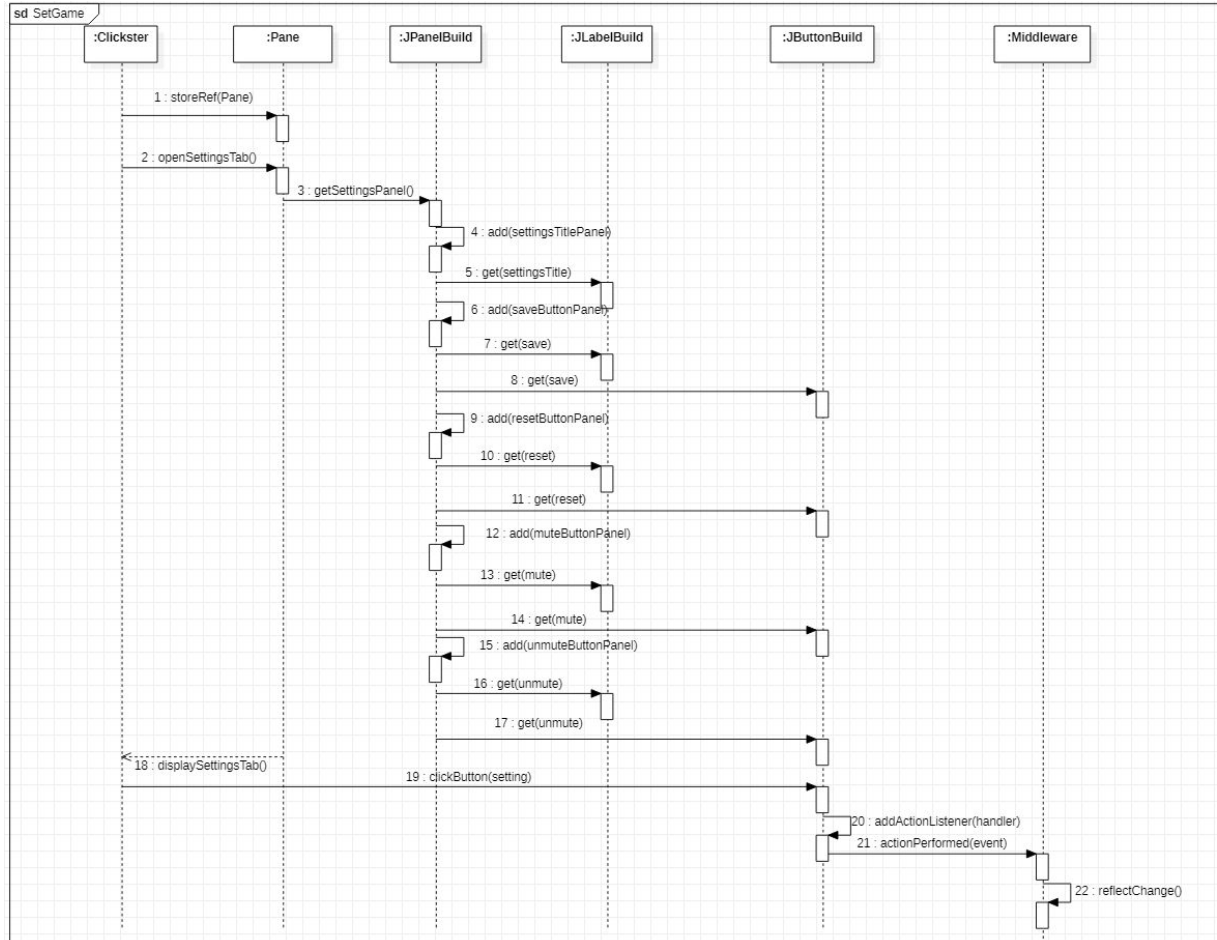 sd SetGame
:Clickster
:Pane
:JPanelBuild
:JLabelBuild
:JButtonBuild
:Middleware
1 : storeRef(Pane)
2 : openSettingsTab()
3 : getSettingsPanel()
4 : add(settingsTitlePanel)
5 : get(settingsTitle)
6 : add(saveButtonPanel)
7 : get(save)
8 : get(save)
9 : add(resetButtonPanel)
10 : get(reset)
11 : get(reset)
12 : add(muteButtonPanel)
13 : get(mute)
14 : get(mute)
15 : add(unmuteButtonPanel)
16 : get(unmute)
17 : get(unmute)
18 : displaySettingsTab()
19 : clickButton(setting)
20 : addActionListener(handler)
21 : actionPerformed(event)
22 : reflectChange()